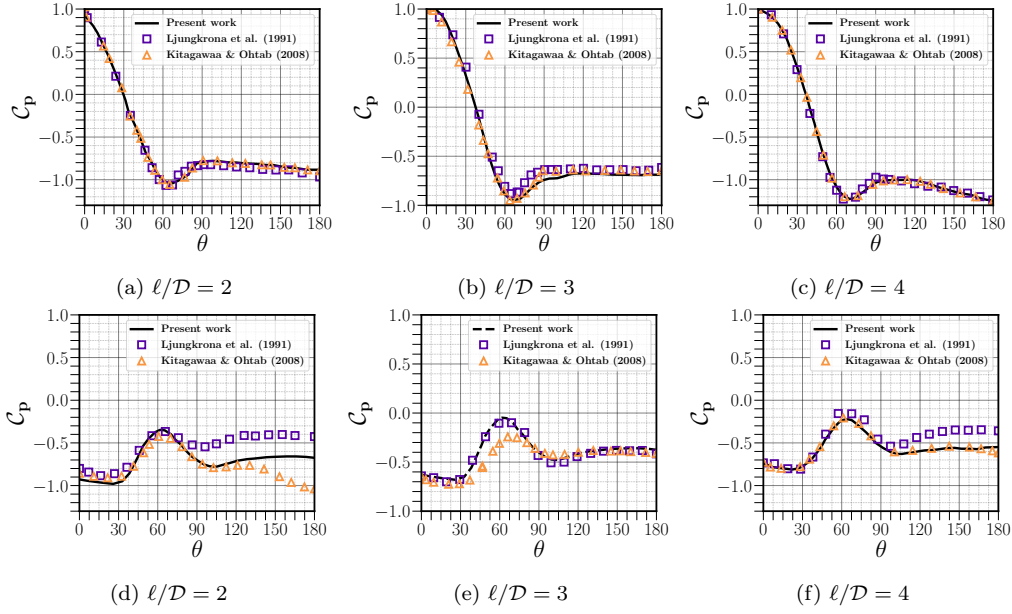 Present work
Ljungkrona et al. (1991)
Kitagawaa & Ohtab (2008)
1.0
0.5
0.0
−0.5
−1.0
0 30 60 90 120 150 180
𝒞p
θ
(a) ℓ/𝒟 = 2
Present work
Ljungkrona et al. (1991)
Kitagawaa & Ohtab (2008)
1.0
0.5
0.0
−0.5
−1.0
0 30 60 90 120 150 180
𝒞p
θ
(b) ℓ/𝒟 = 3
Present work
Ljungkrona et al. (1991)
Kitagawaa & Ohtab (2008)
1.0
0.5
0.0
−0.5
−1.0
0 30 60 90 120 150 180
𝒞p
θ
(c) ℓ/𝒟 = 4
Present work
Ljungkrona et al. (1991)
Kitagawaa & Ohtab (2008)
1.0
0.5
0.0
−0.5
−1.0
0 30 60 90 120 150 180
𝒞p
θ
(d) ℓ/𝒟 = 2
Present work
Ljungkrona et al. (1991)
Kitagawaa & Ohtab (2008)
1.0
0.5
0.0
−0.5
−1.0
0 30 60 90 120 150 180
𝒞p
θ
(e) ℓ/𝒟 = 3
Present work
Ljungkrona et al. (1991)
Kitagawaa & Ohtab (2008)
1.0
0.5
0.0
−0.5
−1.0
0 30 60 90 120 150 180
𝒞p
θ
(f) ℓ/𝒟 = 4